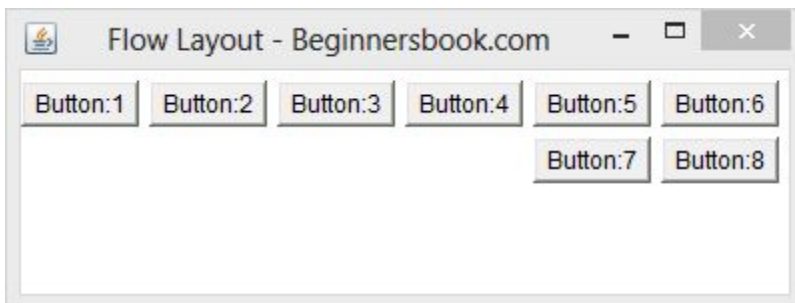 Flow Layout - Beginnersbook.com
Button:1 Button:2 Button:3 Button:4 Button:5 Button:6
Button:7 Button:8